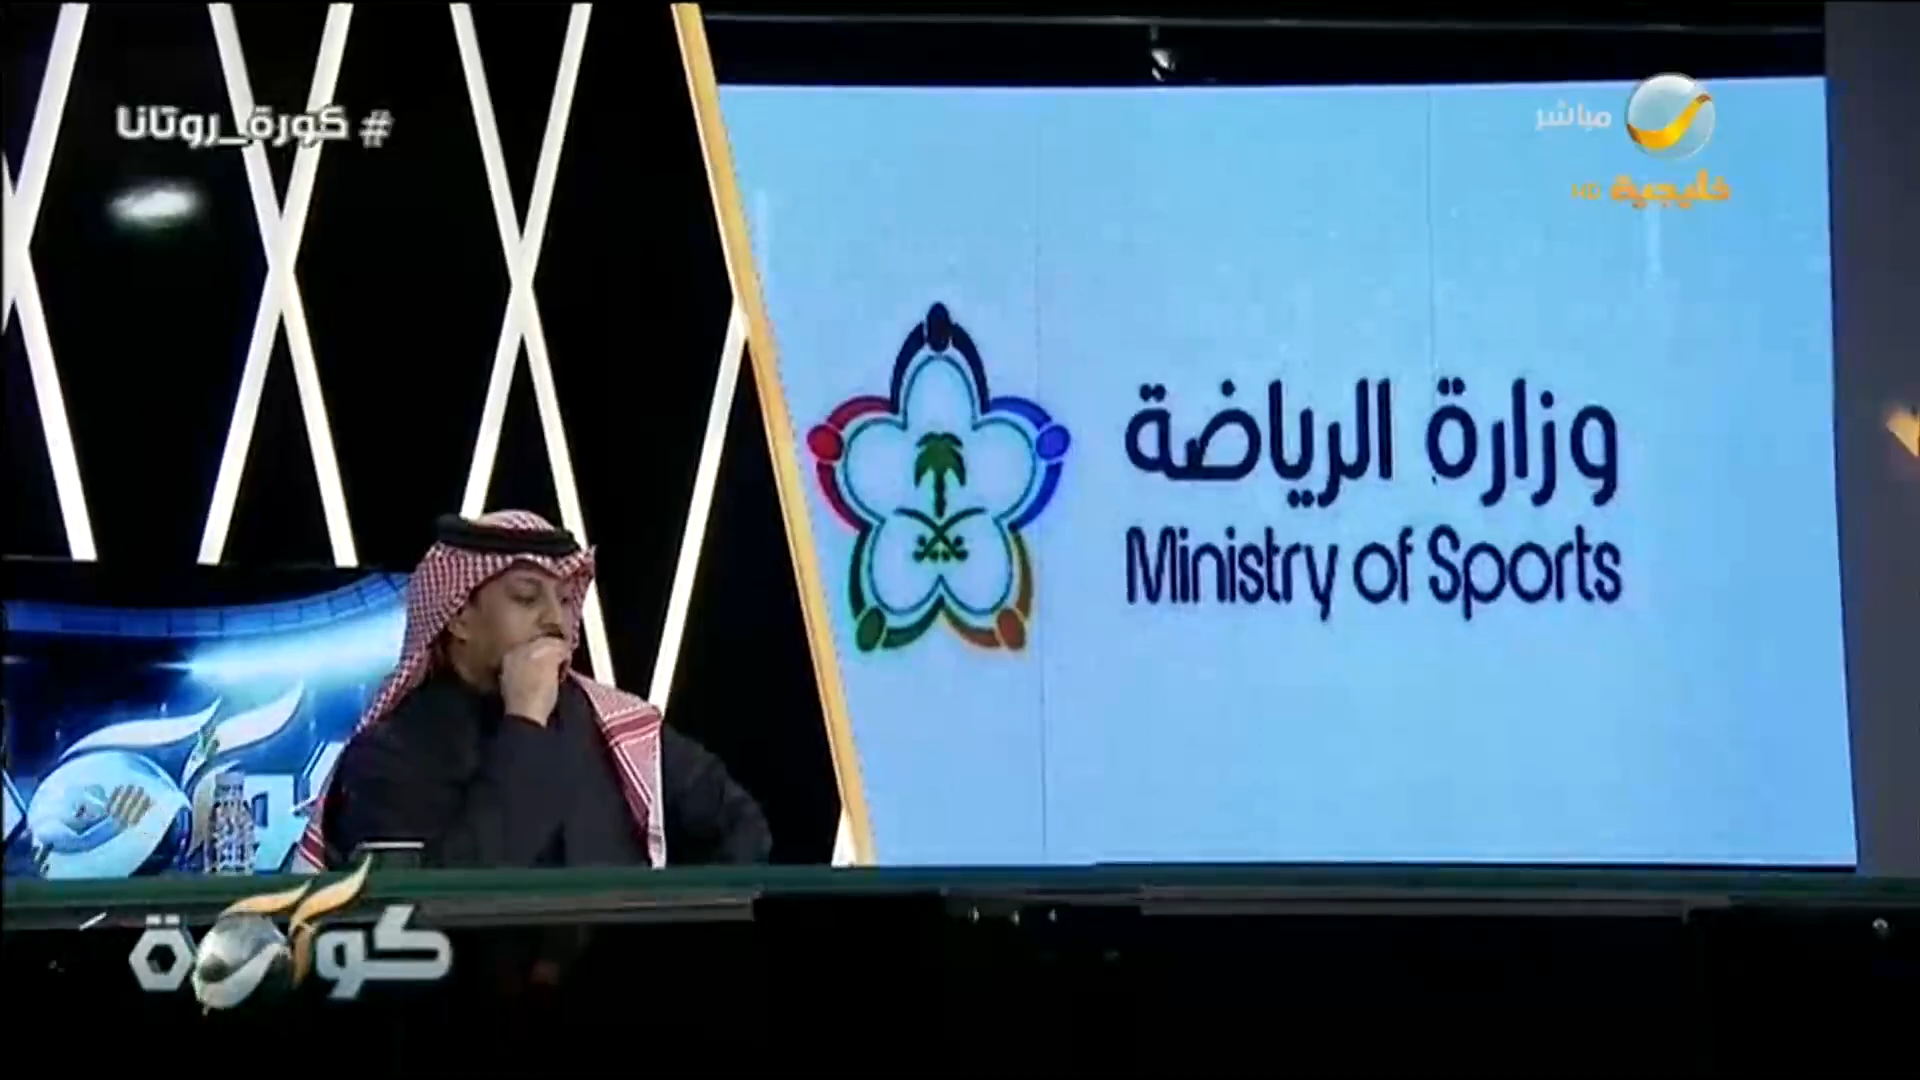 # كورة_روتانا
مباشر
خليجية HD
وزارة الرياضة
Ministry of Sports
كورة